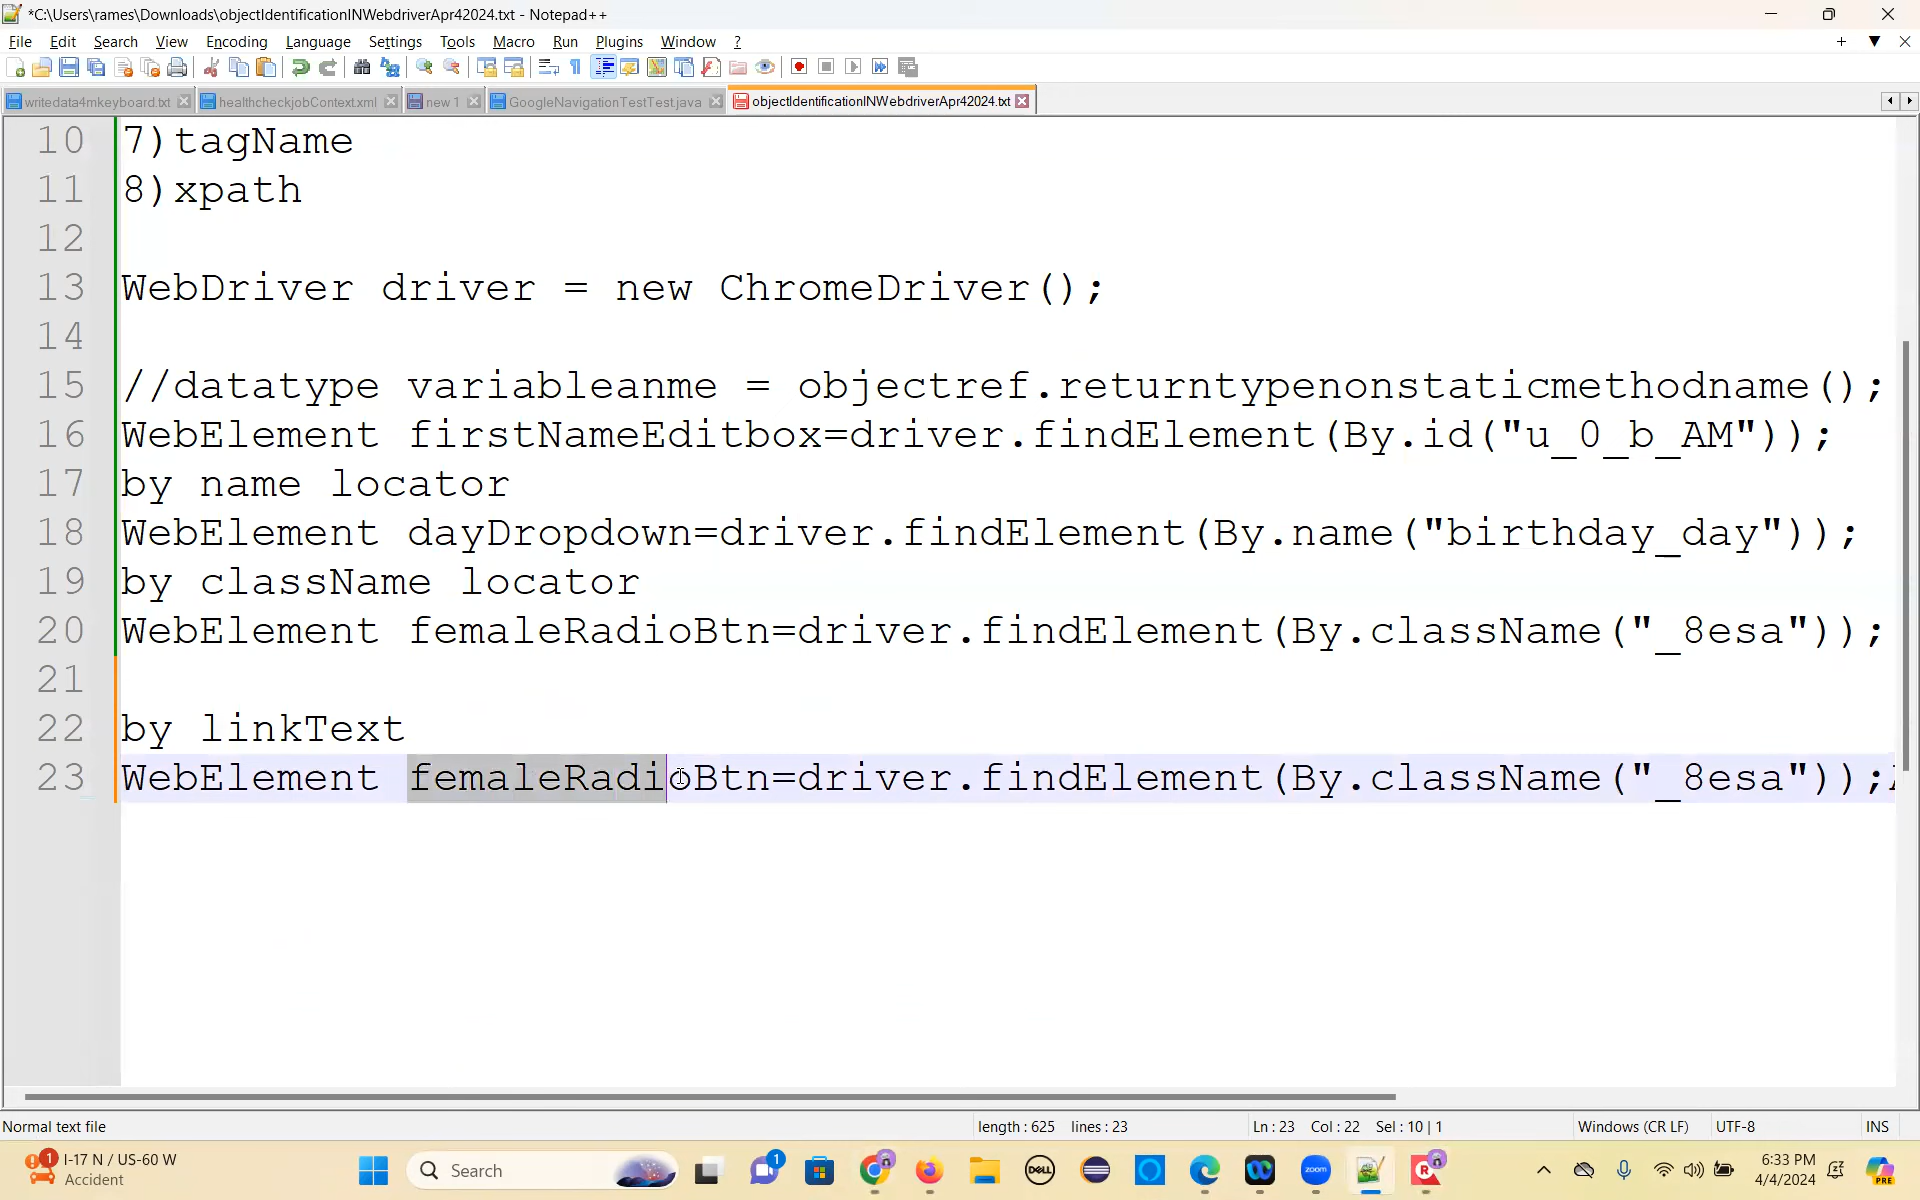 *C:\Users\rames\Downloads\objectIdentificationINWebdriverApr42024.txt - Notepad++
File Edit Search View Encoding Language Settings Tools Macro Run Plugins Window ?
writedata4mkeyboard.txt healthcheckjobContext.xml new 1 GoogleNavigationTestTest.java objectIdentificationINWebdriverApr42024.txt
10 7)tagName
11 8)xpath
12
13 WebDriver driver = new ChromeDriver();
14
15 //datatype variableanme = objectref.returntypenonstaticmethodname();
16 WebElement firstNameEditbox=driver.findElement(By.id("u_0_b_AM"));
17 by name locator
18 WebElement dayDropdown=driver.findElement(By.name("birthday_day"));
19 by className locator
20 WebElement femaleRadioBtn=driver.findElement(By.className("_8esa"));
21
22 by linkText
23 WebElement femaleRadioBtn=driver.findElement(By.className("_8esa"));
Normal text file length : 625 lines : 23 Ln : 23 Col : 22 Sel : 10 | 1 Windows (CR LF) UTF-8 INS
1 I-17 N / US-60 W
Accident
Search
DELL
1
zoom
R
PRE
6:33 PM
4/4/2024